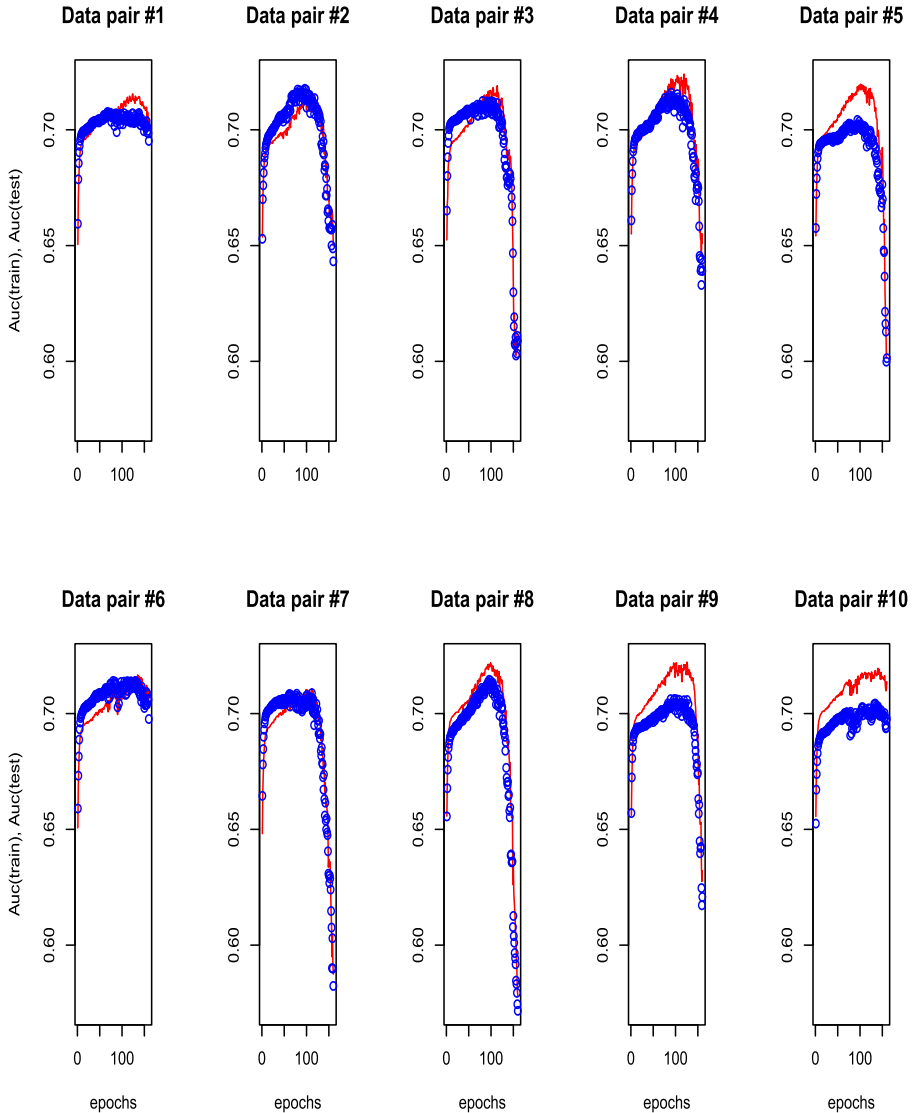 Data pair #1 Data pair #2 Data pair #3 Data pair #4 Data pair #5
Auc(train), Auc(test)
0.70 0.70 0.70 0.70 0.70
0.65 0.65 0.65 0.65 0.65
0.60 0.60 0.60 0.60 0.60
0 100 0 100 0 100 0 100 0 100
Data pair #6 Data pair #7 Data pair #8 Data pair #9 Data pair #10
Auc(train), Auc(test)
0.70 0.70 0.70 0.70 0.70
0.65 0.65 0.65 0.65 0.65
0.60 0.60 0.60 0.60 0.60
0 100 0 100 0 100 0 100 0 100
epochs epochs epochs epochs epochs